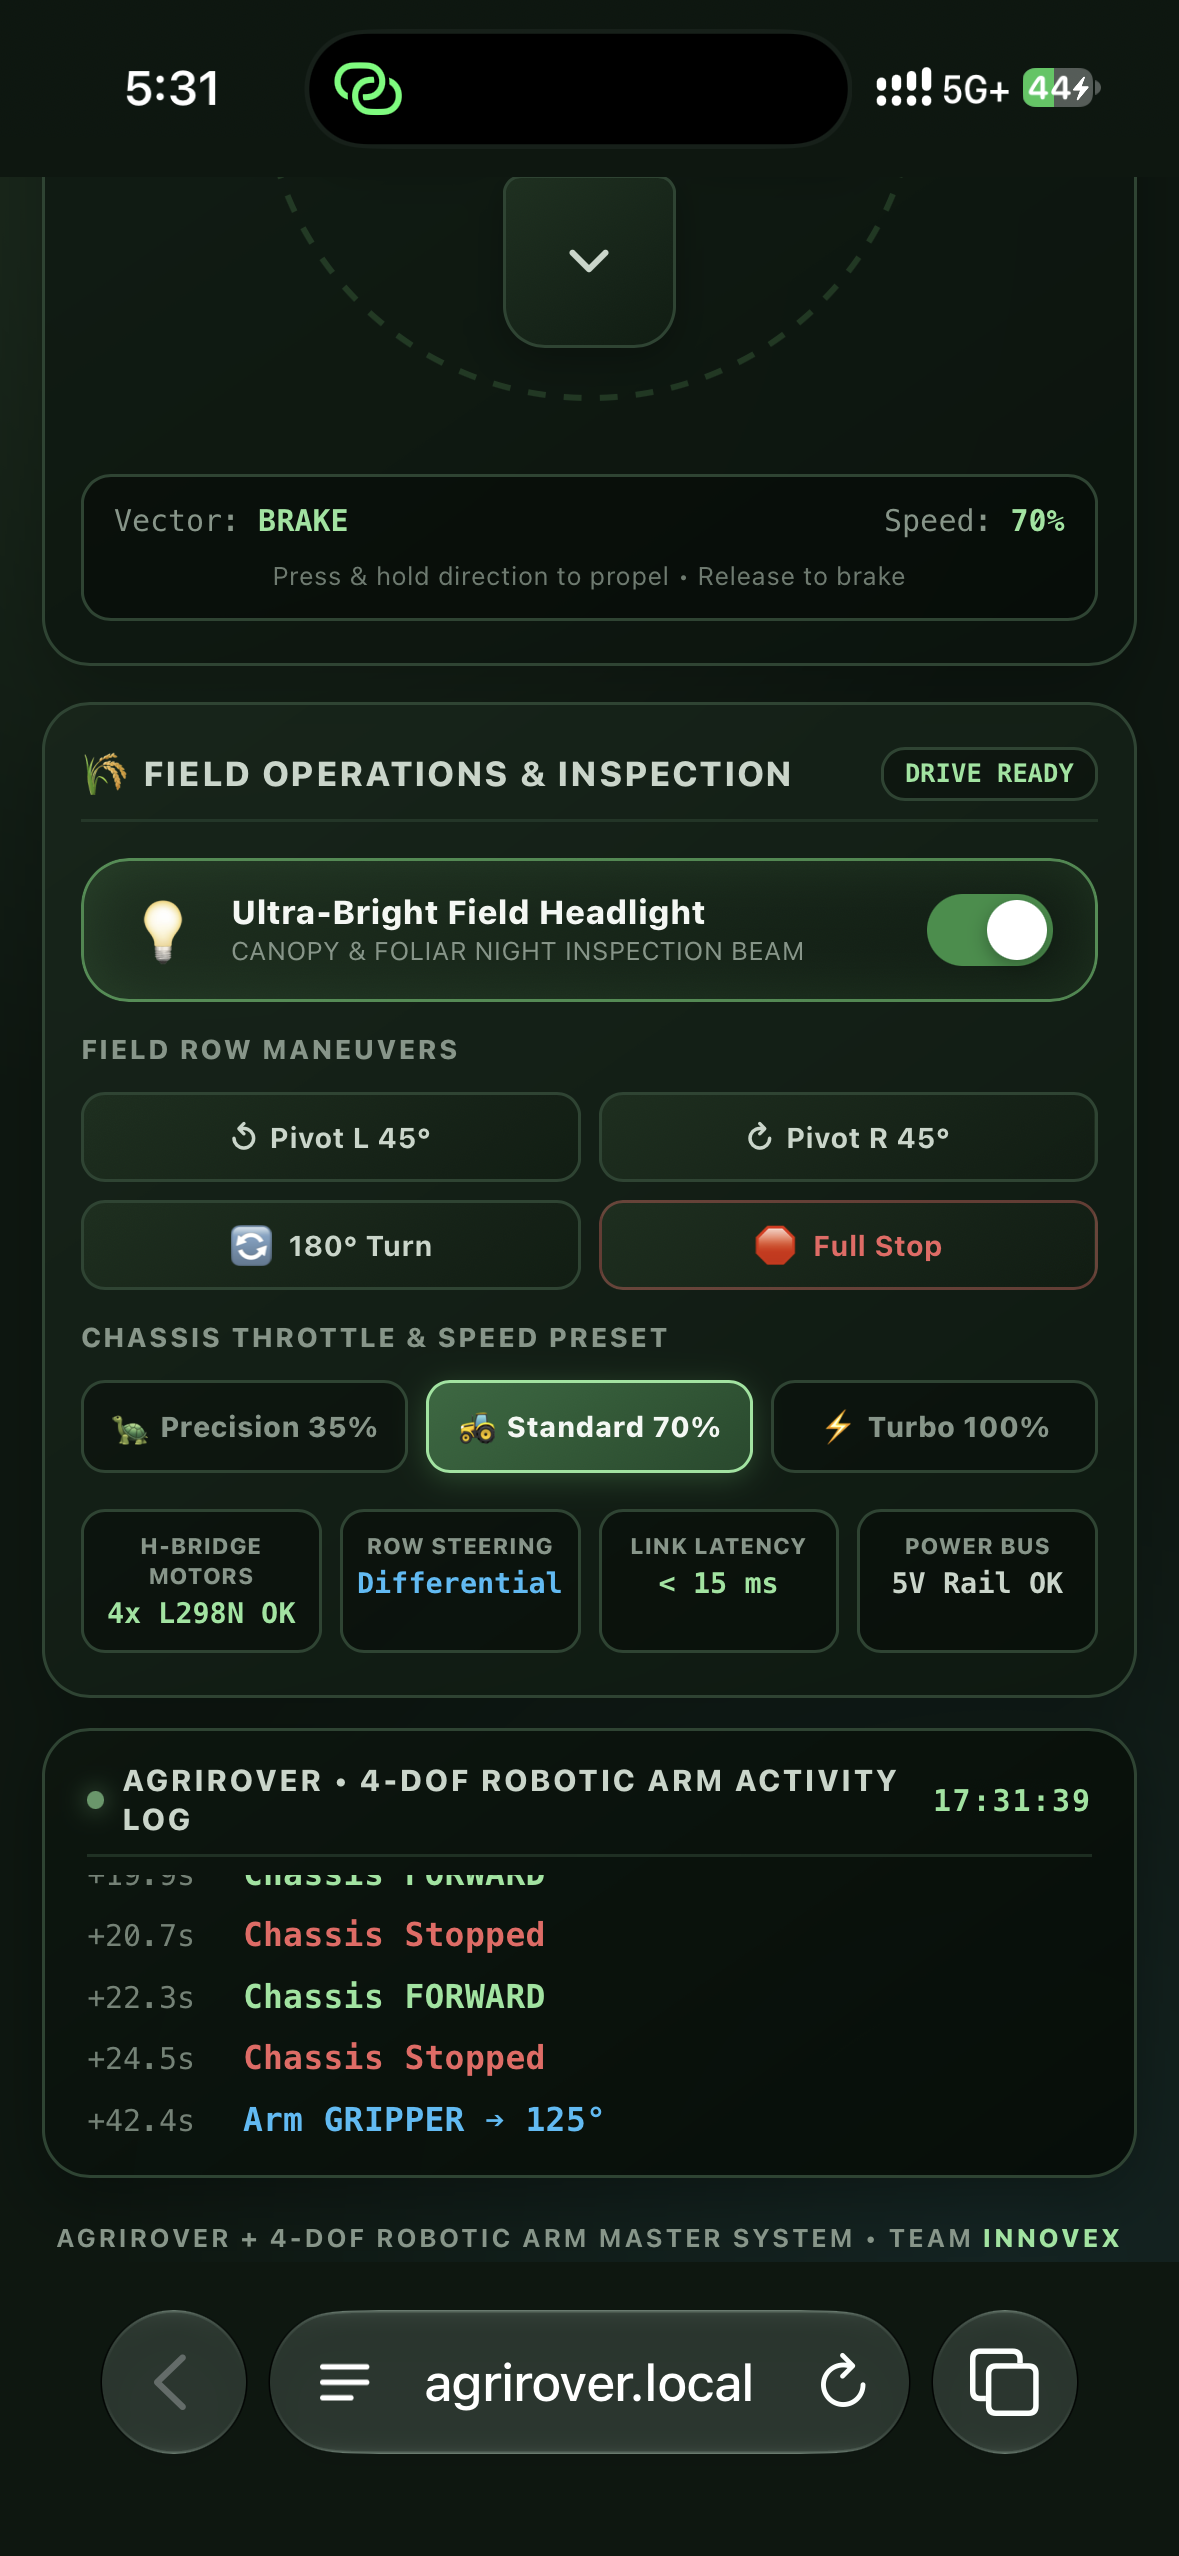 5:31
5G+ 44
Vector: BRAKE Speed: 70%
Press & hold direction to propel • Release to brake
FIELD OPERATIONS & INSPECTION DRIVE READY
Ultra-Bright Field Headlight
CANOPY & FOLIAR NIGHT INSPECTION BEAM
FIELD ROW MANEUVERS
Pivot L 45° Pivot R 45°
180° Turn Full Stop
CHASSIS THROTTLE & SPEED PRESET
Precision 35% Standard 70% Turbo 100%
H-BRIDGE
MOTORS
4x L298N OK
ROW STEERING
Differential
LINK LATENCY
< 15 ms
POWER BUS
5V Rail OK
AGRIROVER • 4-DOF ROBOTIC ARM ACTIVITY
LOG
17:31:39
+19.9s Chassis FORWARD
+20.7s Chassis Stopped
+22.3s Chassis FORWARD
+24.5s Chassis Stopped
+42.4s Arm GRIPPER → 125°
AGRIROVER + 4-DOF ROBOTIC ARM MASTER SYSTEM • TEAM INNOVEX
agrirover.local